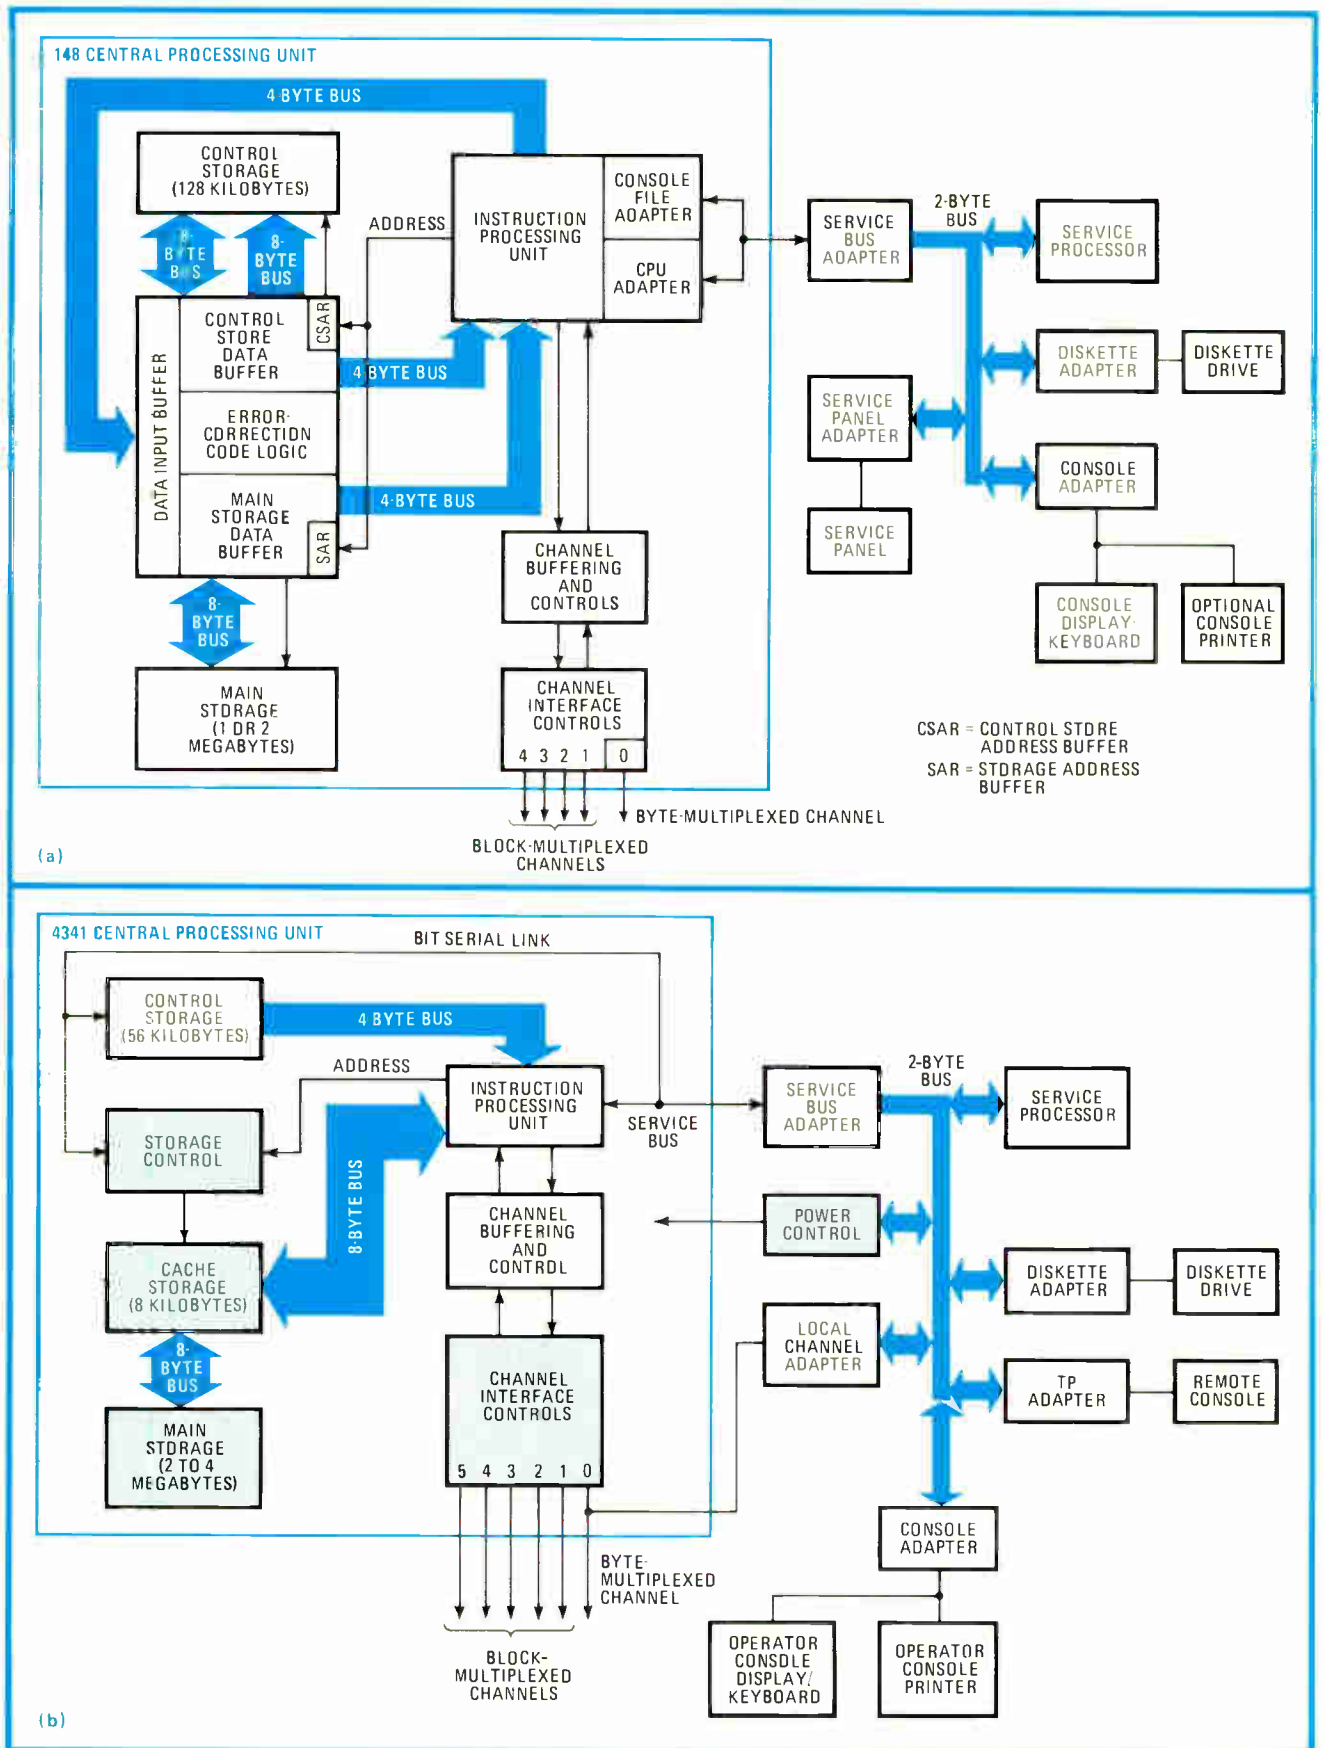 148 CENTRAL PROCESSING UNIT
4-BYTE BUS
CONTROL
STORAGE
(128 KILOBYTES)
8-
BYTE
BUS
8-
BYTE
BUS
ADDRESS
INSTRUCTION
PROCESSING
UNIT
CONSOLE
FILE
ADAPTER
CPU
ADAPTER
SERVICE
BUS
ADAPTER
2-BYTE
BUS
SERVICE
PROCESSOR
DATA INPUT BUFFER
CONTROL
STORE
DATA
BUFFER
CSAR
4 BYTE BUS
ERROR-
CORRECTION
CODE LOGIC
MAIN
STORAGE
DATA
BUFFER
SAR
4-BYTE BUS
DISKETTE
ADAPTER
DISKETTE
DRIVE
SERVICE
PANEL
ADAPTER
CONSOLE
ADAPTER
SERVICE
PANEL
CHANNEL
BUFFERING
AND
CONTROLS
8-
BYTE
BUS
CONSOLE
DISPLAY-
KEYBOARD
OPTIONAL
CONSOLE
PRINTER
MAIN
STORAGE
(1 OR 2
MEGABYTES)
CHANNEL
INTERFACE
CONTROLS
4 3 2 1 0
CSAR = CONTROL STORE
ADDRESS BUFFER
SAR = STORAGE ADDRESS
BUFFER
BYTE-MULTIPLEXED CHANNEL
BLOCK-MULTIPLEXED
CHANNELS
(a)
4341 CENTRAL PROCESSING UNIT
BIT SERIAL LINK
CONTROL
STORAGE
(56 KILOBYTES)
4 BYTE BUS
ADDRESS
INSTRUCTION
PROCESSING
UNIT
SERVICE
BUS
SERVICE
BUS
ADAPTER
2-BYTE
BUS
SERVICE
PROCESSOR
STORAGE
CONTROL
8-BYTE BUS
CHANNEL
BUFFERING
AND
CONTROL
POWER
CONTROL
CACHE
STORAGE
(8 KILOBYTES)
DISKETTE
ADAPTER
DISKETTE
DRIVE
LOCAL
CHANNEL
ADAPTER
8-
BYTE
BUS
CHANNEL
INTERFACE
CONTROLS
TP
ADAPTER
REMOTE
CONSOLE
MAIN
STORAGE
(2 TO 4
MEGABYTES)
5 4 3 2 1 0
CONSOLE
ADAPTER
BYTE-
MULTIPLEXED
CHANNEL
BLOCK-
MULTIPLEXED
CHANNELS
OPERATOR
CONSOLE
DISPLAY/
KEYBOARD
OPERATOR
CONSOLE
PRINTER
(b)